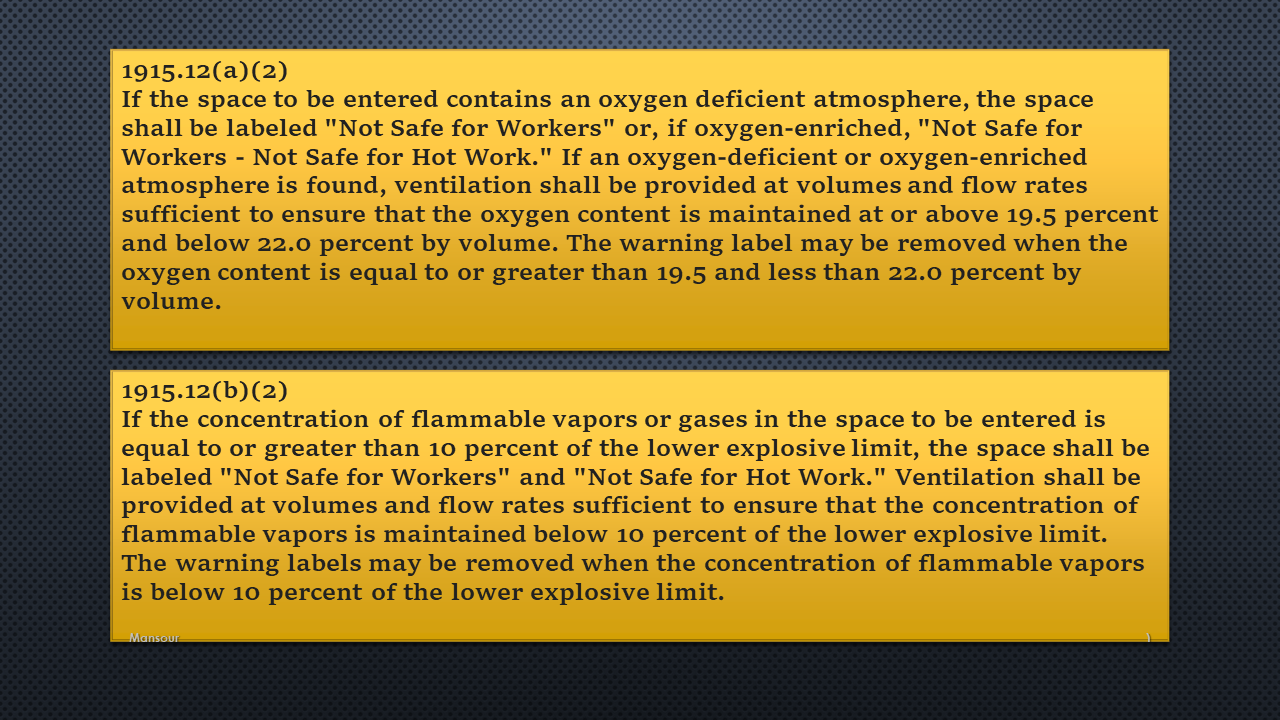 1915.12(a)(2)
If the space to be entered contains an oxygen deficient atmosphere, the space
shall be labeled "Not Safe for Workers" or, if oxygen-enriched, "Not Safe for
Workers - Not Safe for Hot Work." If an oxygen-deficient or oxygen-enriched
atmosphere is found, ventilation shall be provided at volumes and flow rates
sufficient to ensure that the oxygen content is maintained at or above 19.5 percent
and below 22.0 percent by volume. The warning label may be removed when the
oxygen content is equal to or greater than 19.5 and less than 22.0 percent by
volume.
1915.12(b)(2)
If the concentration of flammable vapors or gases in the space to be entered is
equal to or greater than 10 percent of the lower explosive limit, the space shall be
labeled "Not Safe for Workers" and "Not Safe for Hot Work." Ventilation shall be
provided at volumes and flow rates sufficient to ensure that the concentration of
flammable vapors is maintained below 10 percent of the lower explosive limit.
The warning labels may be removed when the concentration of flammable vapors
is below 10 percent of the lower explosive limit.
Mansour